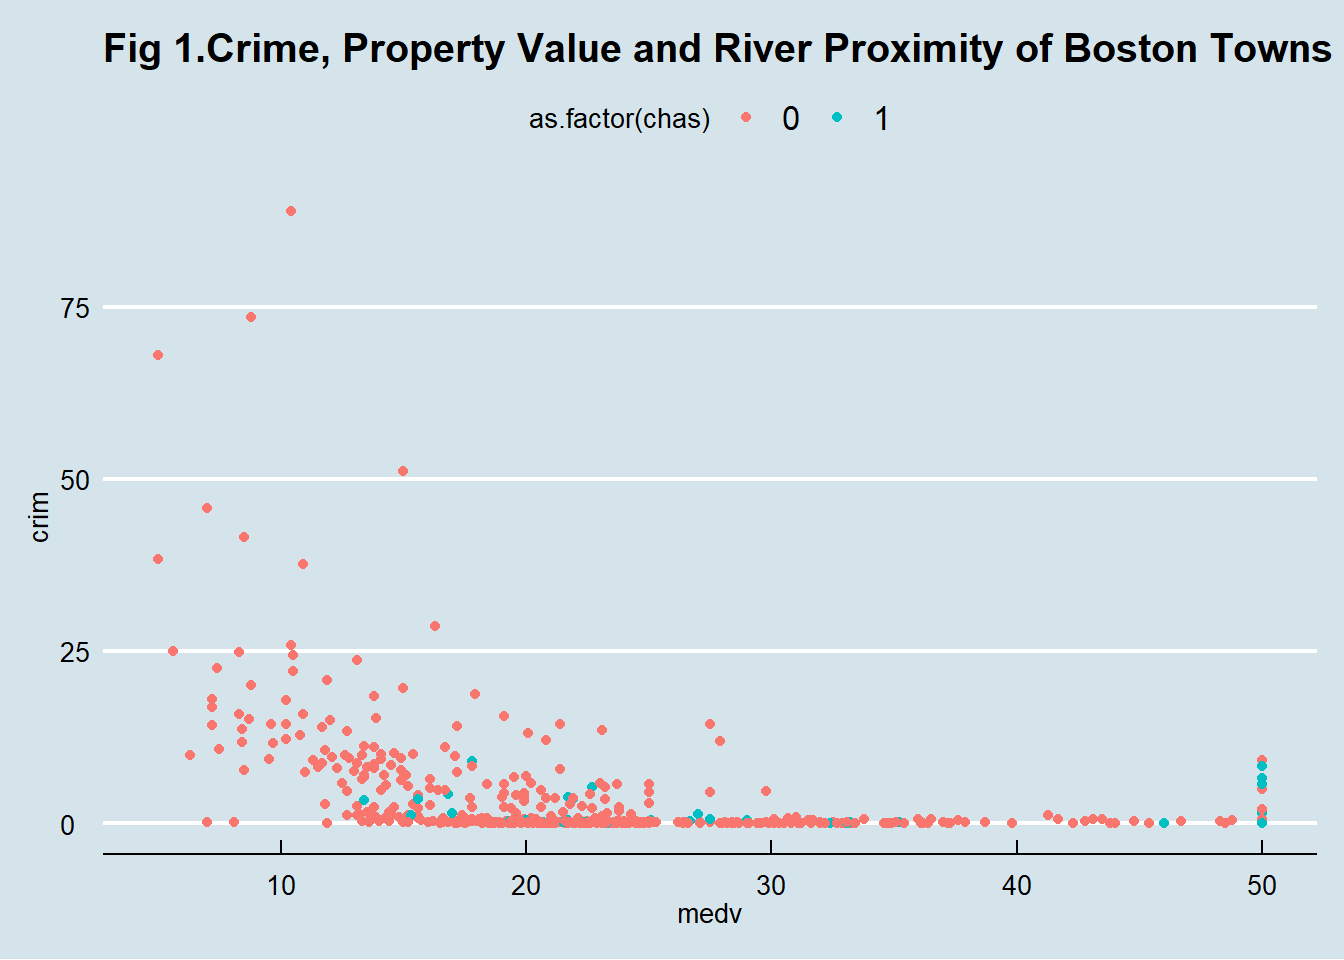 Fig 1.Crime, Property Value and River Proximity of Boston Towns
as.factor(chas) 0 1
75
50
crim
25
0
10 20 30 40 50
medv